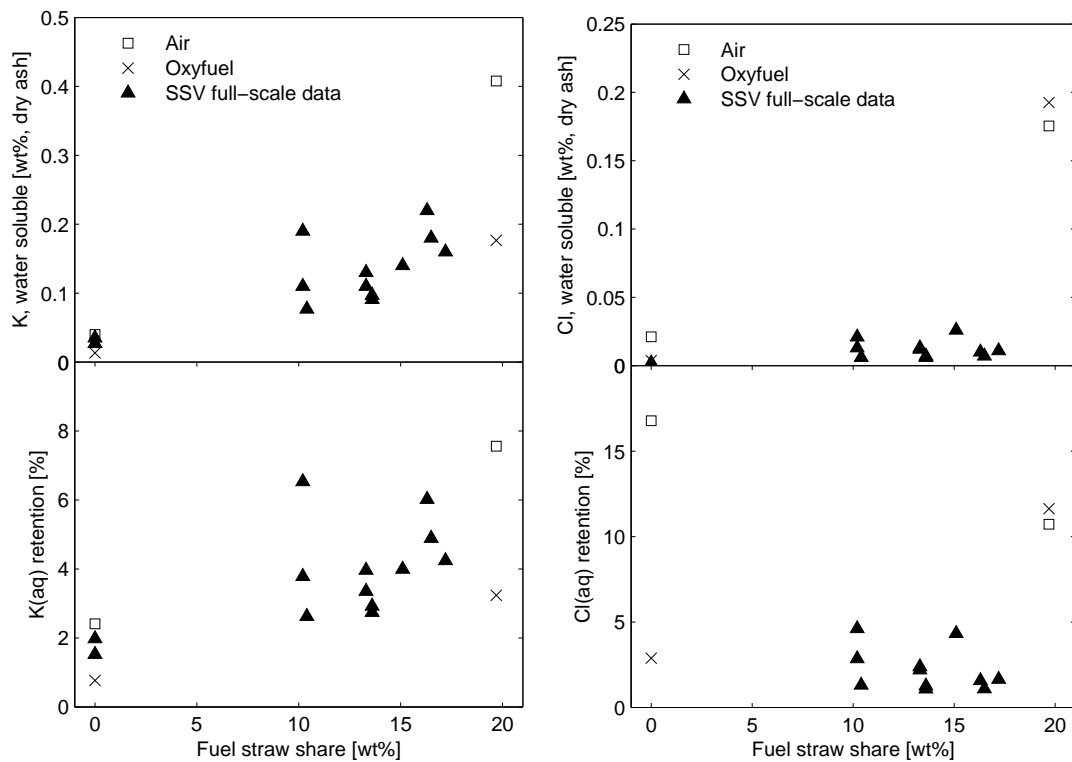 K, water soluble [wt%, dry ash]
0.5
0.4
0.3
0.2
0.1
0
Air
Oxyfuel
SSV full−scale data
Cl, water soluble [wt%, dry ash]
0.25
0.20
0.15
0.10
0.05
0
Air
Oxyfuel
SSV full−scale data
K(aq) retention [%]
8
6
4
2
0
0
5
10
15
20
Fuel straw share [wt%]
Cl(aq) retention [%]
15
10
5
0
0
5
10
15
20
Fuel straw share [wt%]